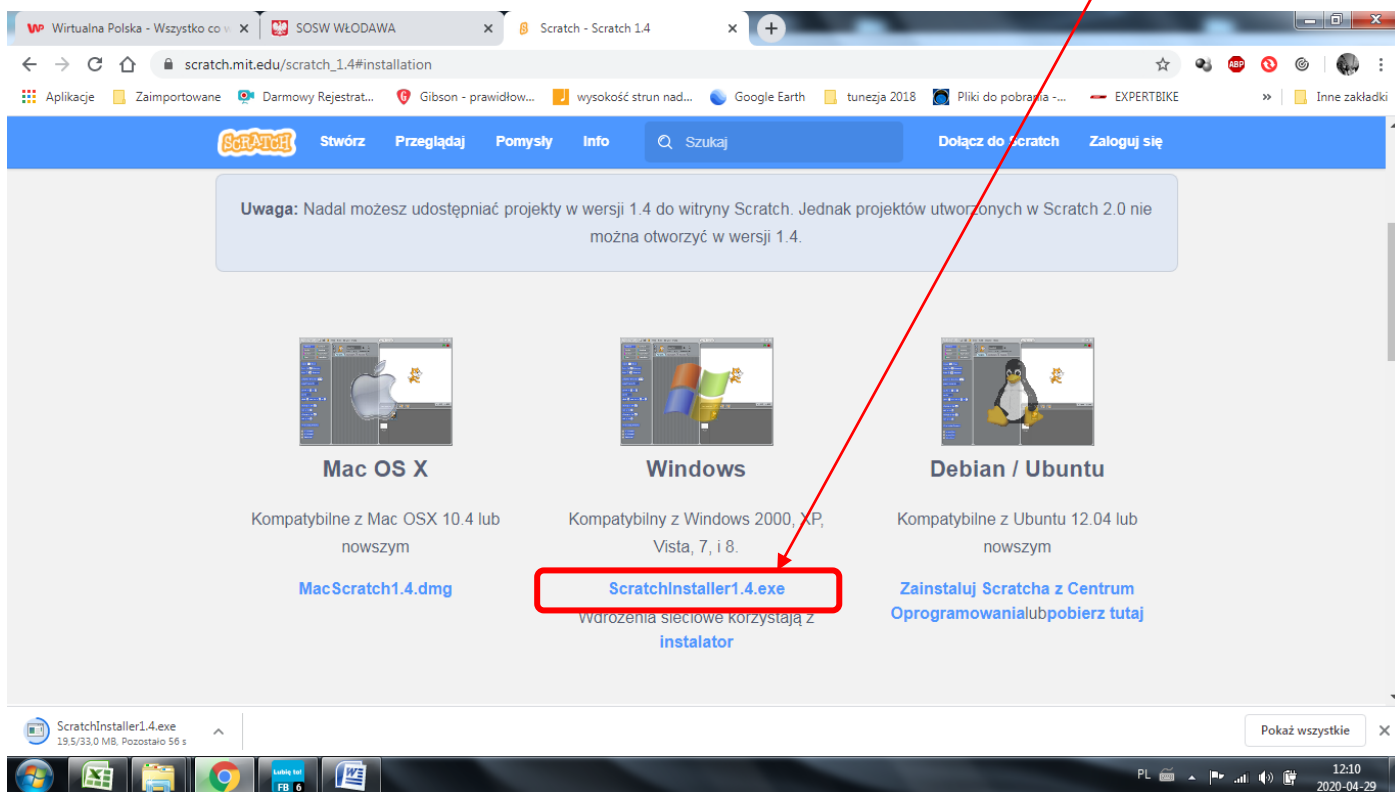 Wirtualna Polska - Wszystko co w
SOSW WŁODAWA
Scratch - Scratch 1.4
scratch.mit.edu/scratch_1.4#installation
ABP
Aplikacje
Zaimportowane
Darmowy Rejestrat...
Gibson - prawidłow...
wysokość strun nad...
Google Earth
tunezja 2018
Pliki do pobrania -...
EXPERTBIKE
»
Inne zakładki
SCRATCH
Stwórz
Przeglądaj
Pomysły
Info
Szukaj
Dołącz do Scratch
Zaloguj się
Uwaga: Nadal możesz udostępniać projekty w wersji 1.4 do witryny Scratch. Jednak projektów utworzonych w Scratch 2.0 nie
można otworzyć w wersji 1.4.
Mac OS X
Kompatybilne z Mac OSX 10.4 lub
nowszym
MacScratch1.4.dmg
Windows
Kompatybilny z Windows 2000, XP,
Vista, 7, i 8.
ScratchInstaller1.4.exe
Wdrożenia sieciowe korzystają z
instalator
Debian / Ubuntu
Kompatybilne z Ubuntu 12.04 lub
nowszym
Zainstaluj Scratcha z Centrum
Oprogramowanialubpobierz tutaj
ScratchInstaller1.4.exe
19,5/33,0 MB, Pozostało 56 s
Pokaż wszystkie
Lubię to!
FB 6
PL
12:10
2020-04-29